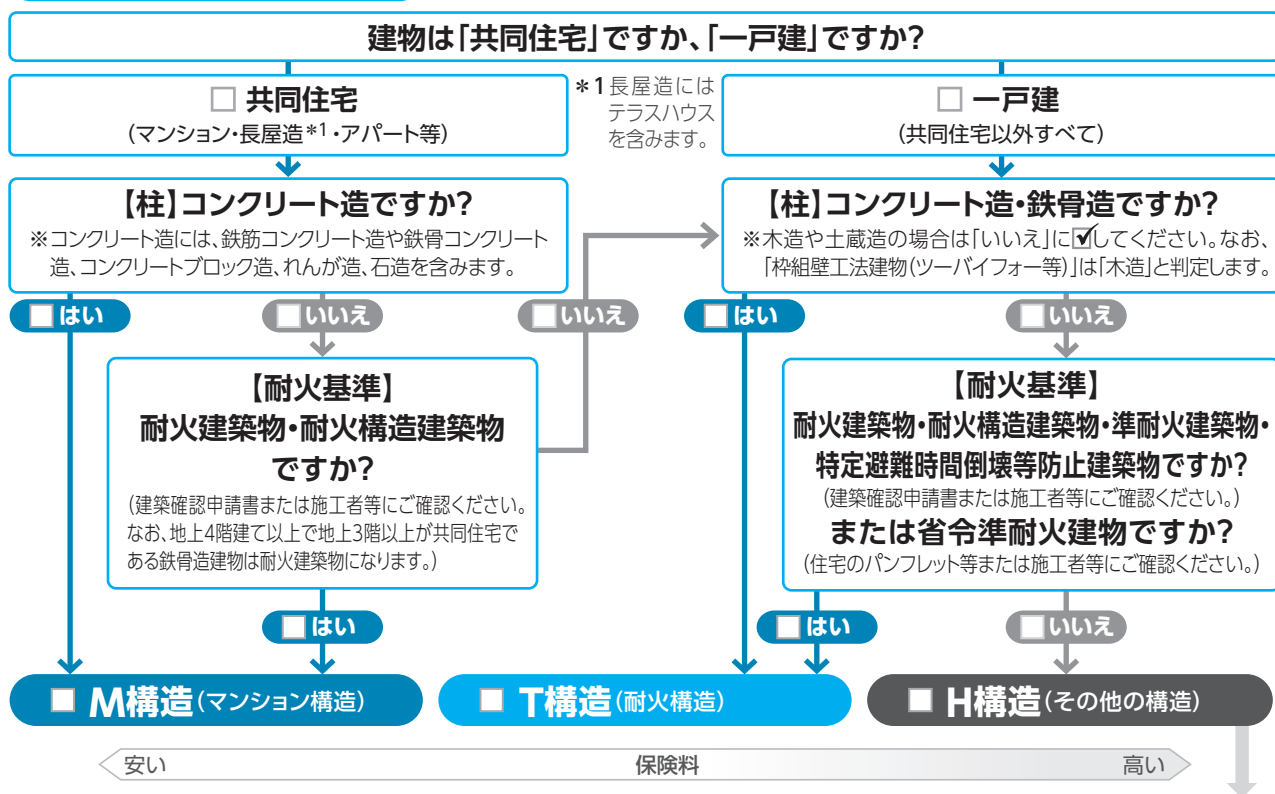 建物は「共同住宅」ですか、「一戸建」ですか?
共同住宅
(マンション・長屋造*1・アパート等)
*1 長屋造には
テラスハウス
を含みます。
一戸建
(共同住宅以外すべて)
【柱】コンクリート造ですか?
※コンクリート造には、鉄筋コンクリート造や鉄骨コンクリート
造、コンクリートブロック造、れんが造、石造を含みます。
【柱】コンクリート造・鉄骨造ですか?
※木造や土蔵造の場合は「いいえ」に☑してください。なお、
「枠組壁工法建物(ツーバイフォー等)」は「木造」と判定します。
はい
いいえ
いいえ
はい
いいえ
【耐火基準】
耐火建築物・耐火構造建築物
ですか?
(建築確認申請書または施工者等にご確認ください。
なお、地上4階建て以上で地上3階以上が共同住宅で
ある鉄骨造建物は耐火建築物になります。)
【耐火基準】
耐火建築物・耐火構造建築物・準耐火建築物・
特定避難時間倒壊等防止建築物ですか?
(建築確認申請書または施工者等にご確認ください。)
または省令準耐火建物ですか?
(住宅のパンフレット等または施工者等にご確認ください。)
はい
はい
いいえ
M構造(マンション構造)
T構造(耐火構造)
H構造(その他の構造)
安い
保険料
高い